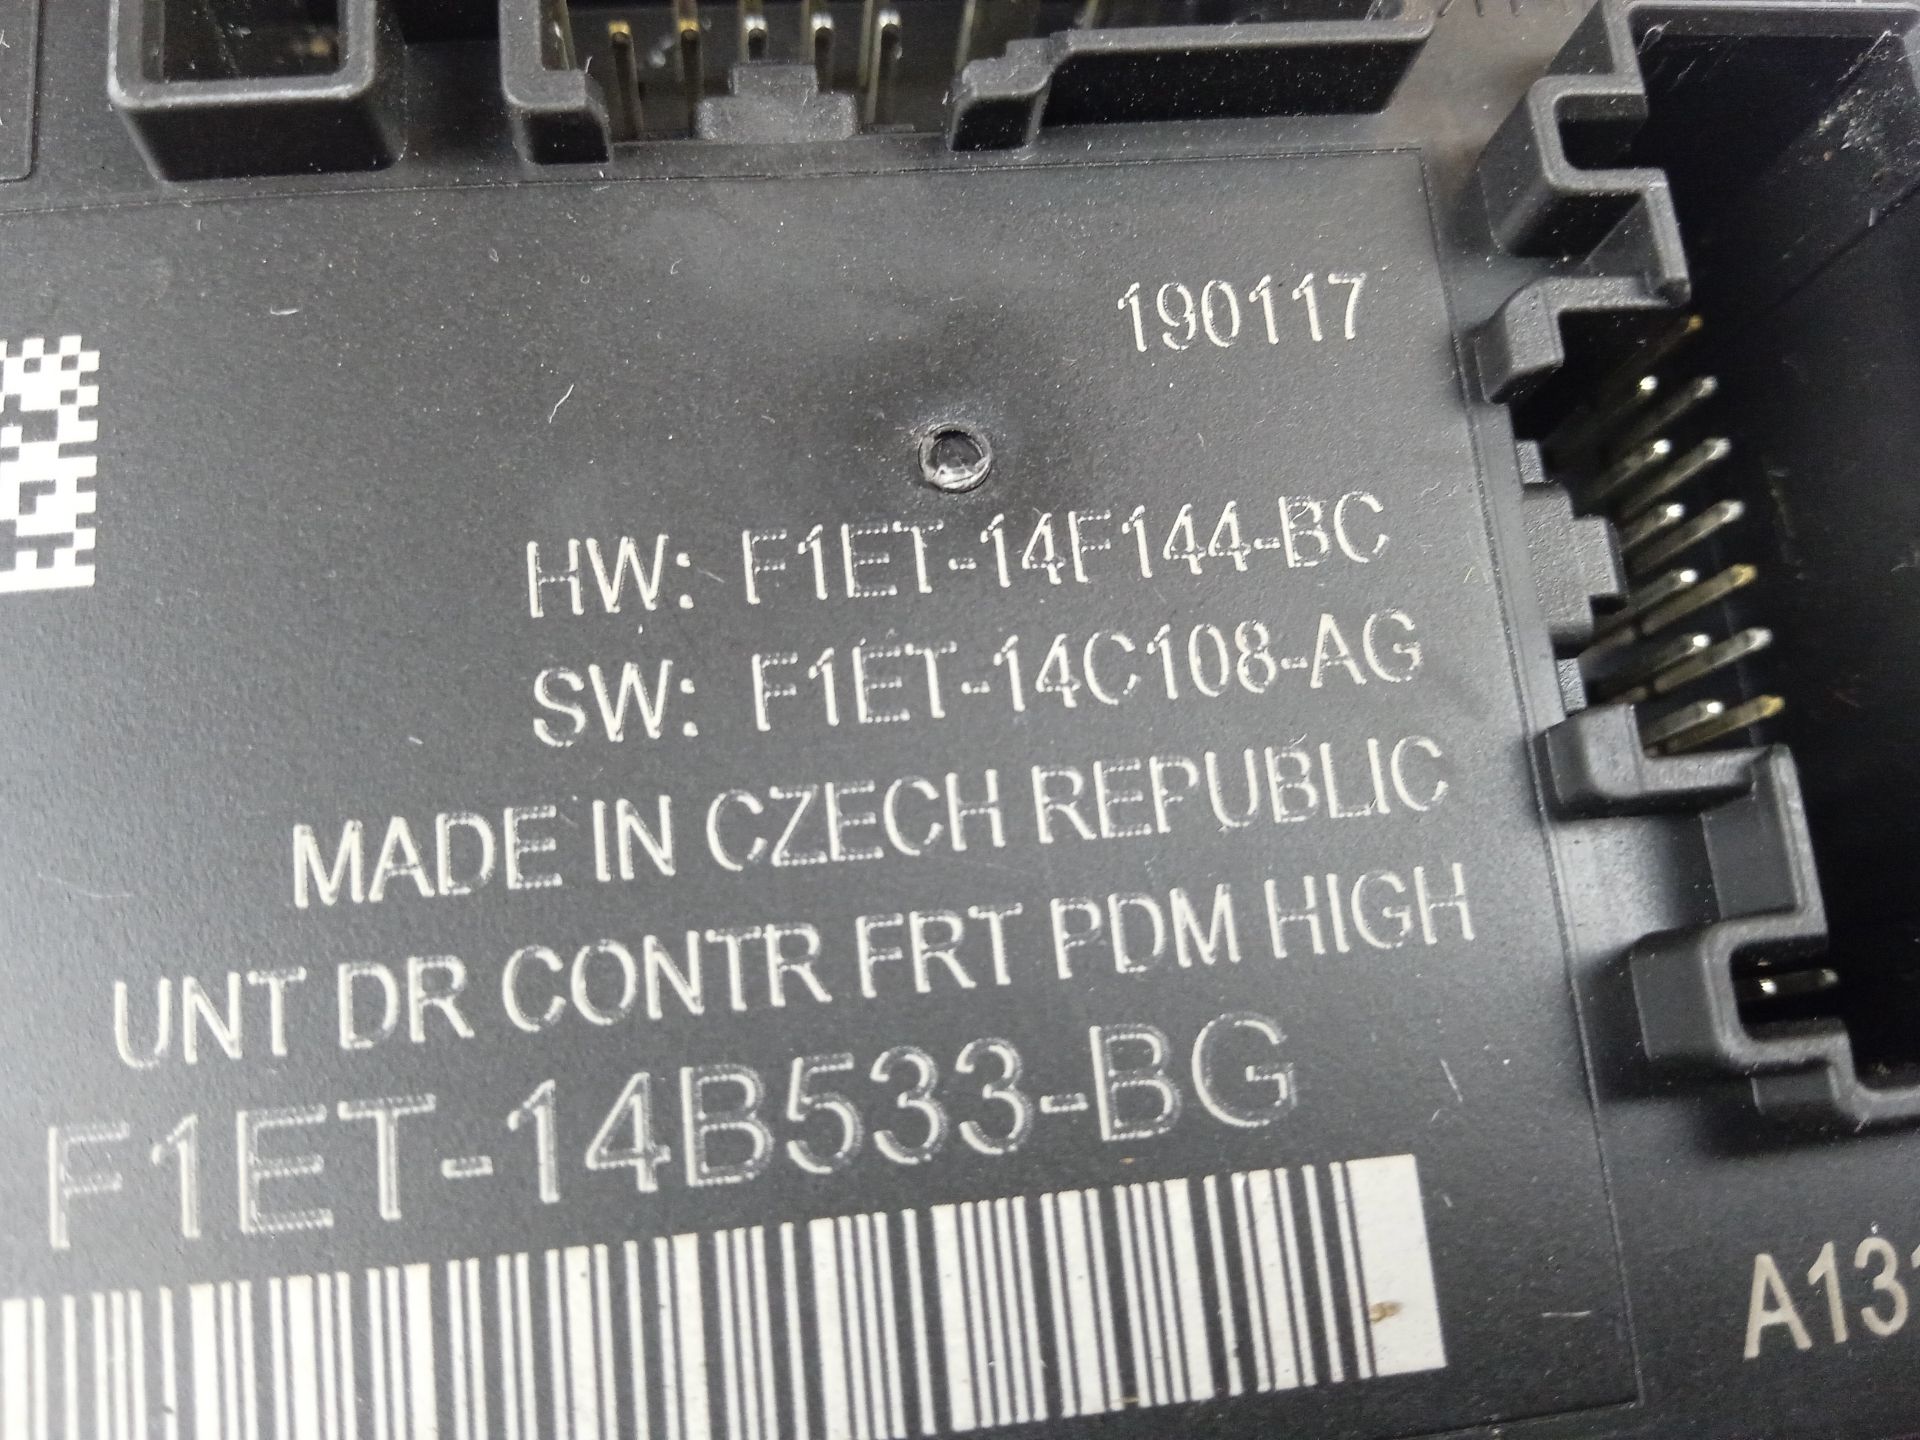 190117
HW: F1ET-14F144-BC
SW: F1ET-14C108-AG
MADE IN CZECH REPUBLIC
UNT DR CONTR FRT PDM HIGH
F1ET-14B533-BG